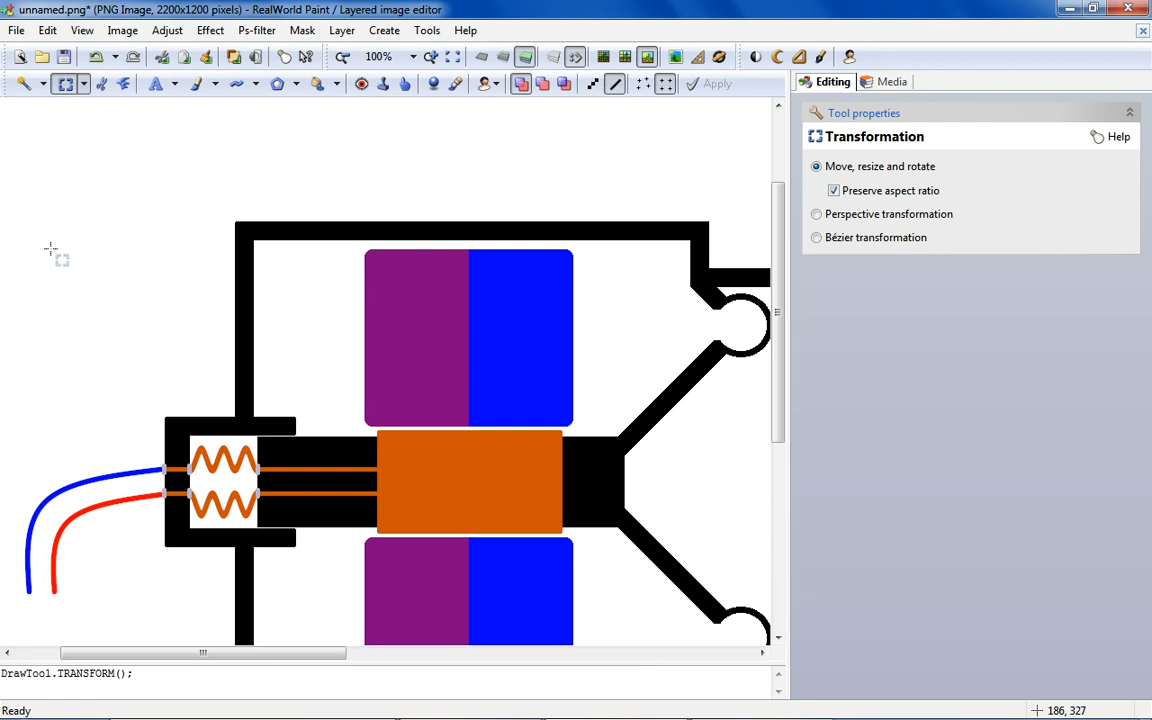 unnamed.png* (PNG Image, 2200x1200 pixels) - RealWorld Paint / Layered image editor
File Edit View Image Adjust Effect Ps-filter Mask Layer Create Tools Help
100%
Apply
Editing Media
Tool properties
Transformation Help
Move, resize and rotate
Preserve aspect ratio
Perspective transformation
Bézier transformation
DrawTool.TRANSFORM();
Ready
186, 327